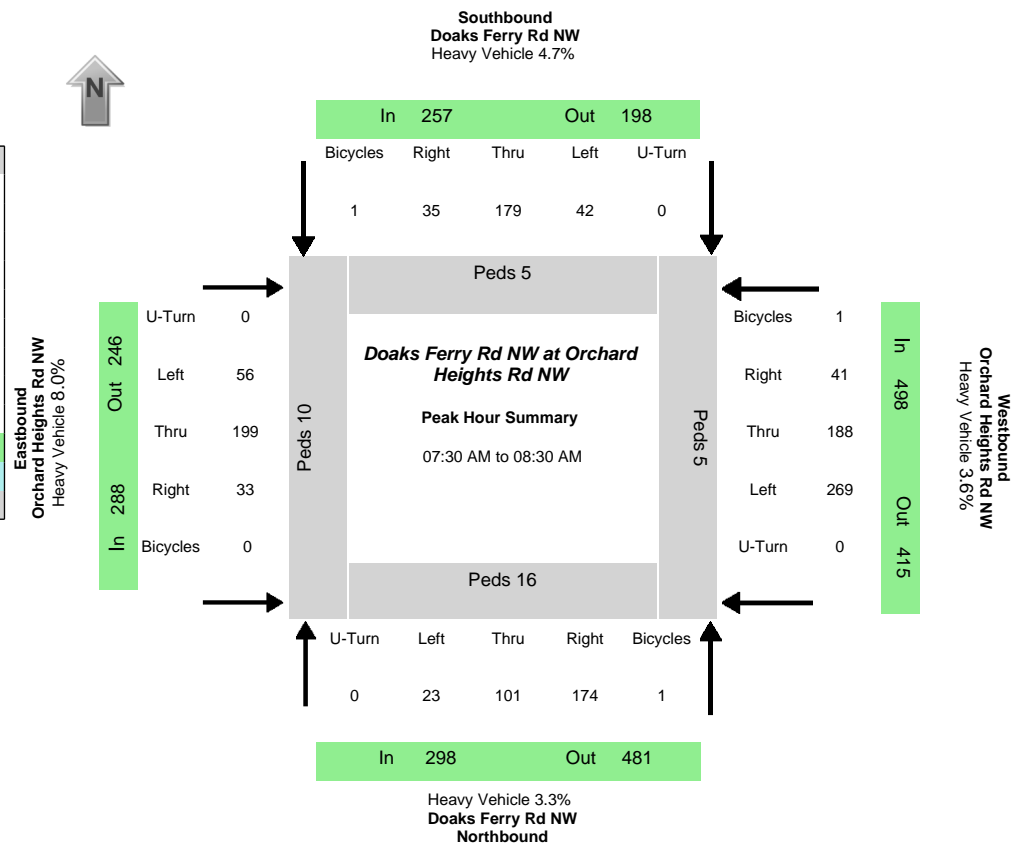 Southbound
Doaks Ferry Rd NW
Heavy Vehicle 4.7%
N
In 257 Out 198
Bicycles Right Thru Left U-Turn
1 35 179 42 0
Peds 5
Eastbound
Orchard Heights Rd NW
Heavy Vehicle 8.0%
In 288 Out 246
U-Turn 0
Left 56
Thru 199
Right 33
Bicycles 0
Peds 10
Doaks Ferry Rd NW at Orchard
Heights Rd NW
Peak Hour Summary
07:30 AM to 08:30 AM
Peds 5
Bicycles 1
Right 41
Thru 188
Left 269
U-Turn 0
In 498 Out 415
Westbound
Orchard Heights Rd NW
Heavy Vehicle 3.6%
Peds 16
U-Turn Left Thru Right Bicycles
0 23 101 174 1
In 298 Out 481
Heavy Vehicle 3.3%
Doaks Ferry Rd NW
Northbound